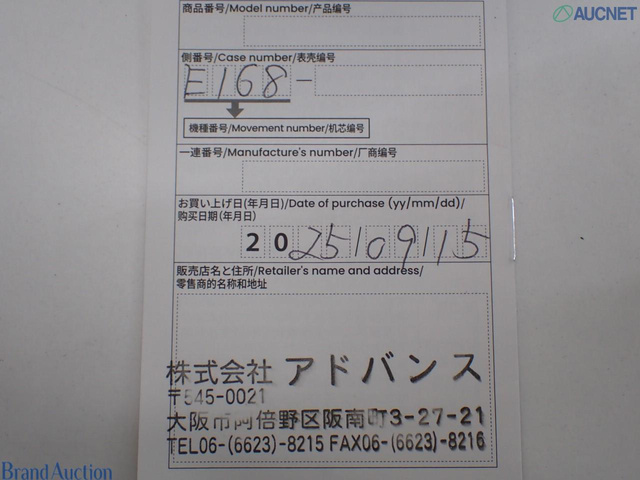 商品番号/Model number/产品编号
AUCNET
側番号/Case number/表壳编号
E168-
機種番号/Movement number/机芯编号
一連番号/Manufacture's number/厂商编号
お買い上げ日(年月日)/Date of purchase (yy/mm/dd)/
购买日期(年月日)
2025/09/15
販売店名と住所/Retailer's name and address/
零售商的名称和地址
株式会社 アドバンス
〒545-0021
大阪市阿倍野区阪南町3-27-21
TEL06-(6623)-8215 FAX06-(6623)-8216
Brand Auction